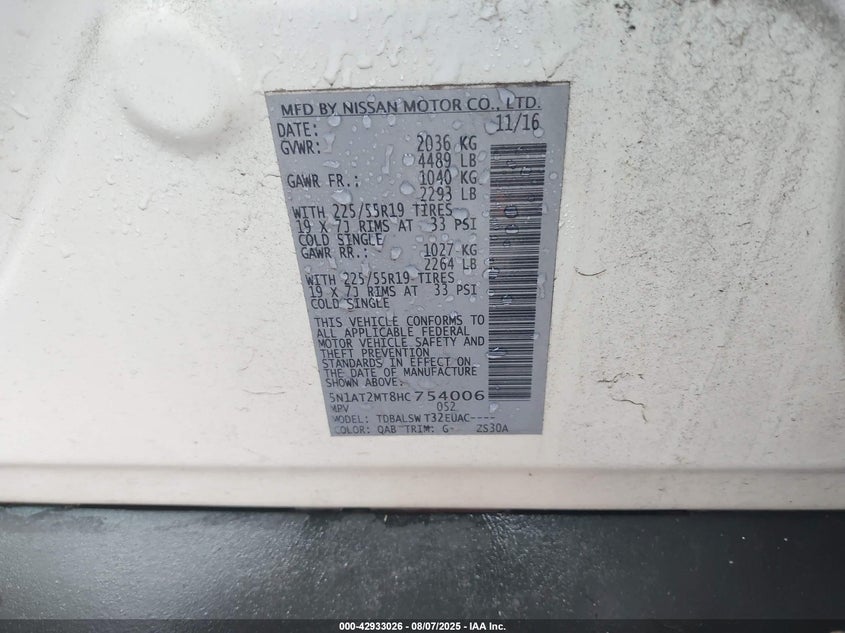 MFD BY NISSAN MOTOR CO., LTD.
DATE: 11/16
GVWR: 2036 KG
4489 LB
GAWR FR.: 1040 KG
2293 LB
WITH 225/55R19 TIRES
19 X 7J RIMS AT 33 PSI
COLD SINGLE
GAWR RR.: 1027 KG
2264 LB
WITH 225/55R19 TIRES
19 X 7J RIMS AT 33 PSI
COLD SINGLE
THIS VEHICLE CONFORMS TO
ALL APPLICABLE FEDERAL
MOTOR VEHICLE SAFETY AND
THEFT PREVENTION
STANDARDS IN EFFECT ON
THE DATE OF MANUFACTURE
SHOWN ABOVE.
5N1AT2MT8HC754006
MPV 052
MODEL: TDBALSWT32EUAC----
COLOR: QAB TRIM: G- ZS30A
000-42933026 - 08/07/2025 - IAA Inc.